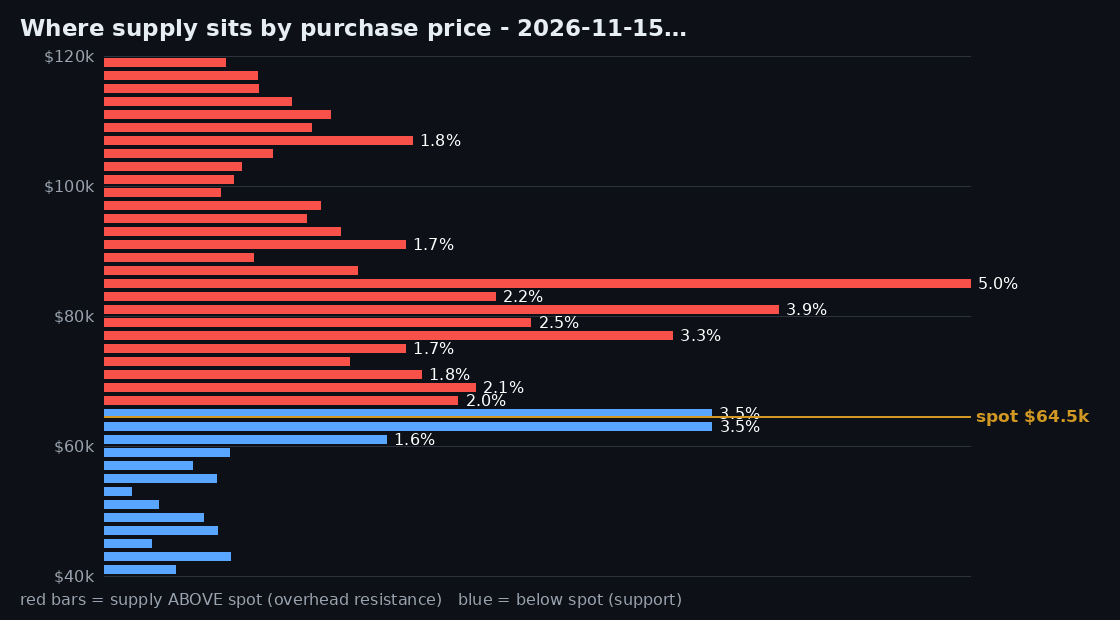 Where supply sits by purchase price - 2026-11-15…
$120k
1.8%
$100k
1.7%
5.0%
2.2%
3.9%
$80k
2.5%
3.3%
1.7%
1.8%
2.1%
2.0%
3.5%
spot $64.5k
3.5%
1.6%
$60k
$40k
red bars = supply ABOVE spot (overhead resistance)   blue = below spot (support)